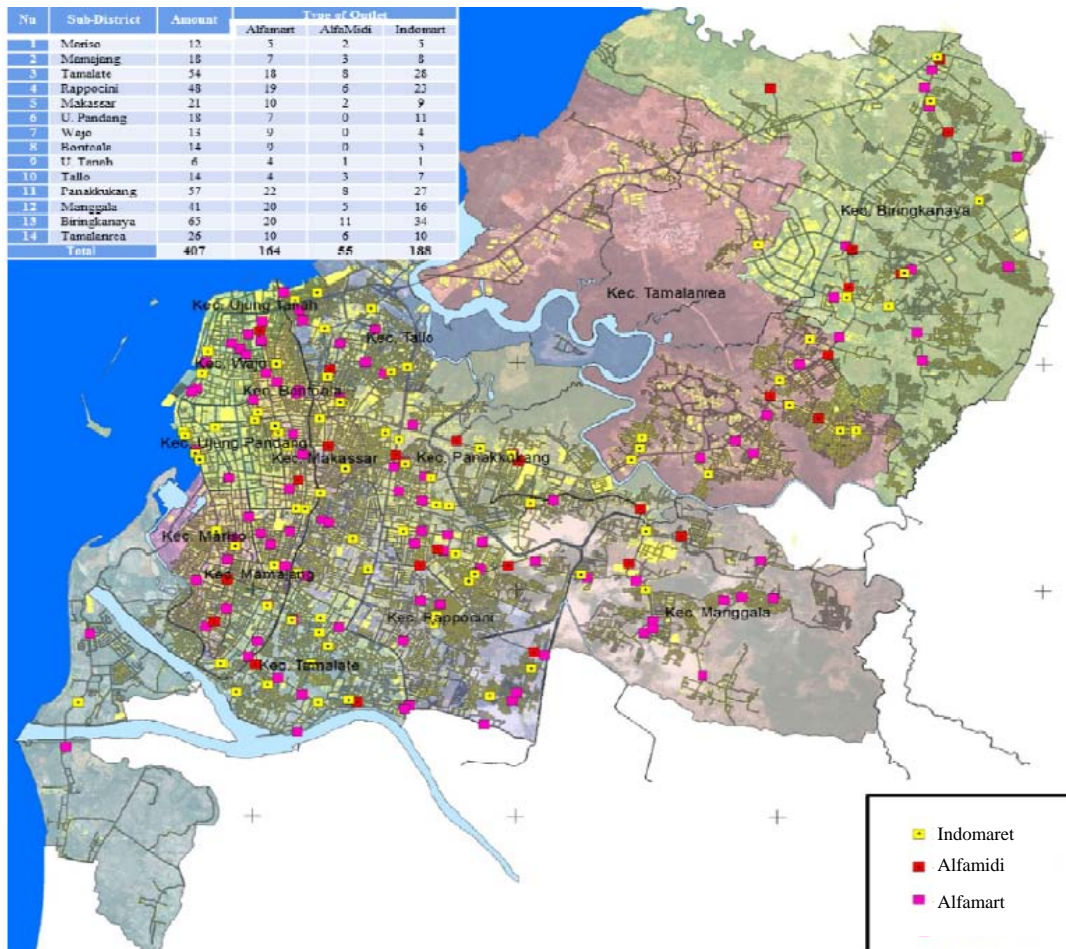 Nu Sub-District Amount Type of Outlet
Alfamart AlfaMidi Indomart
1 Mariso 12 5 2 5
2 Mamajang 18 7 3 8
3 Tamalate 54 18 8 28
4 Rappocini 48 19 6 23
5 Makassar 21 10 2 9
6 U. Pandang 18 7 0 11
7 Wajo 13 9 0 4
8 Bontoala 14 9 0 5
9 U. Tanah 6 4 1 1
10 Tallo 14 4 3 7
11 Panakkukang 57 22 8 27
12 Manggala 41 20 5 16
13 Biringkanaya 65 20 11 34
14 Tamalanrea 26 10 6 10
Total 407 164 55 188
Kec. Biringkanaya
Kec. Tamalanrea
Kec. Ujung Tanah
Kec. Tallo
Kec. Wajo
Kec. Bontoala
Kec. Ujung Pandang
Kec. Makassar
Kec. Panakkukang
Kec. Mariso
Kec. Mamajang
Kec. Rappocini
Kec. Manggala
Kec. Tamalate
Indomaret
Alfamidi
Alfamart